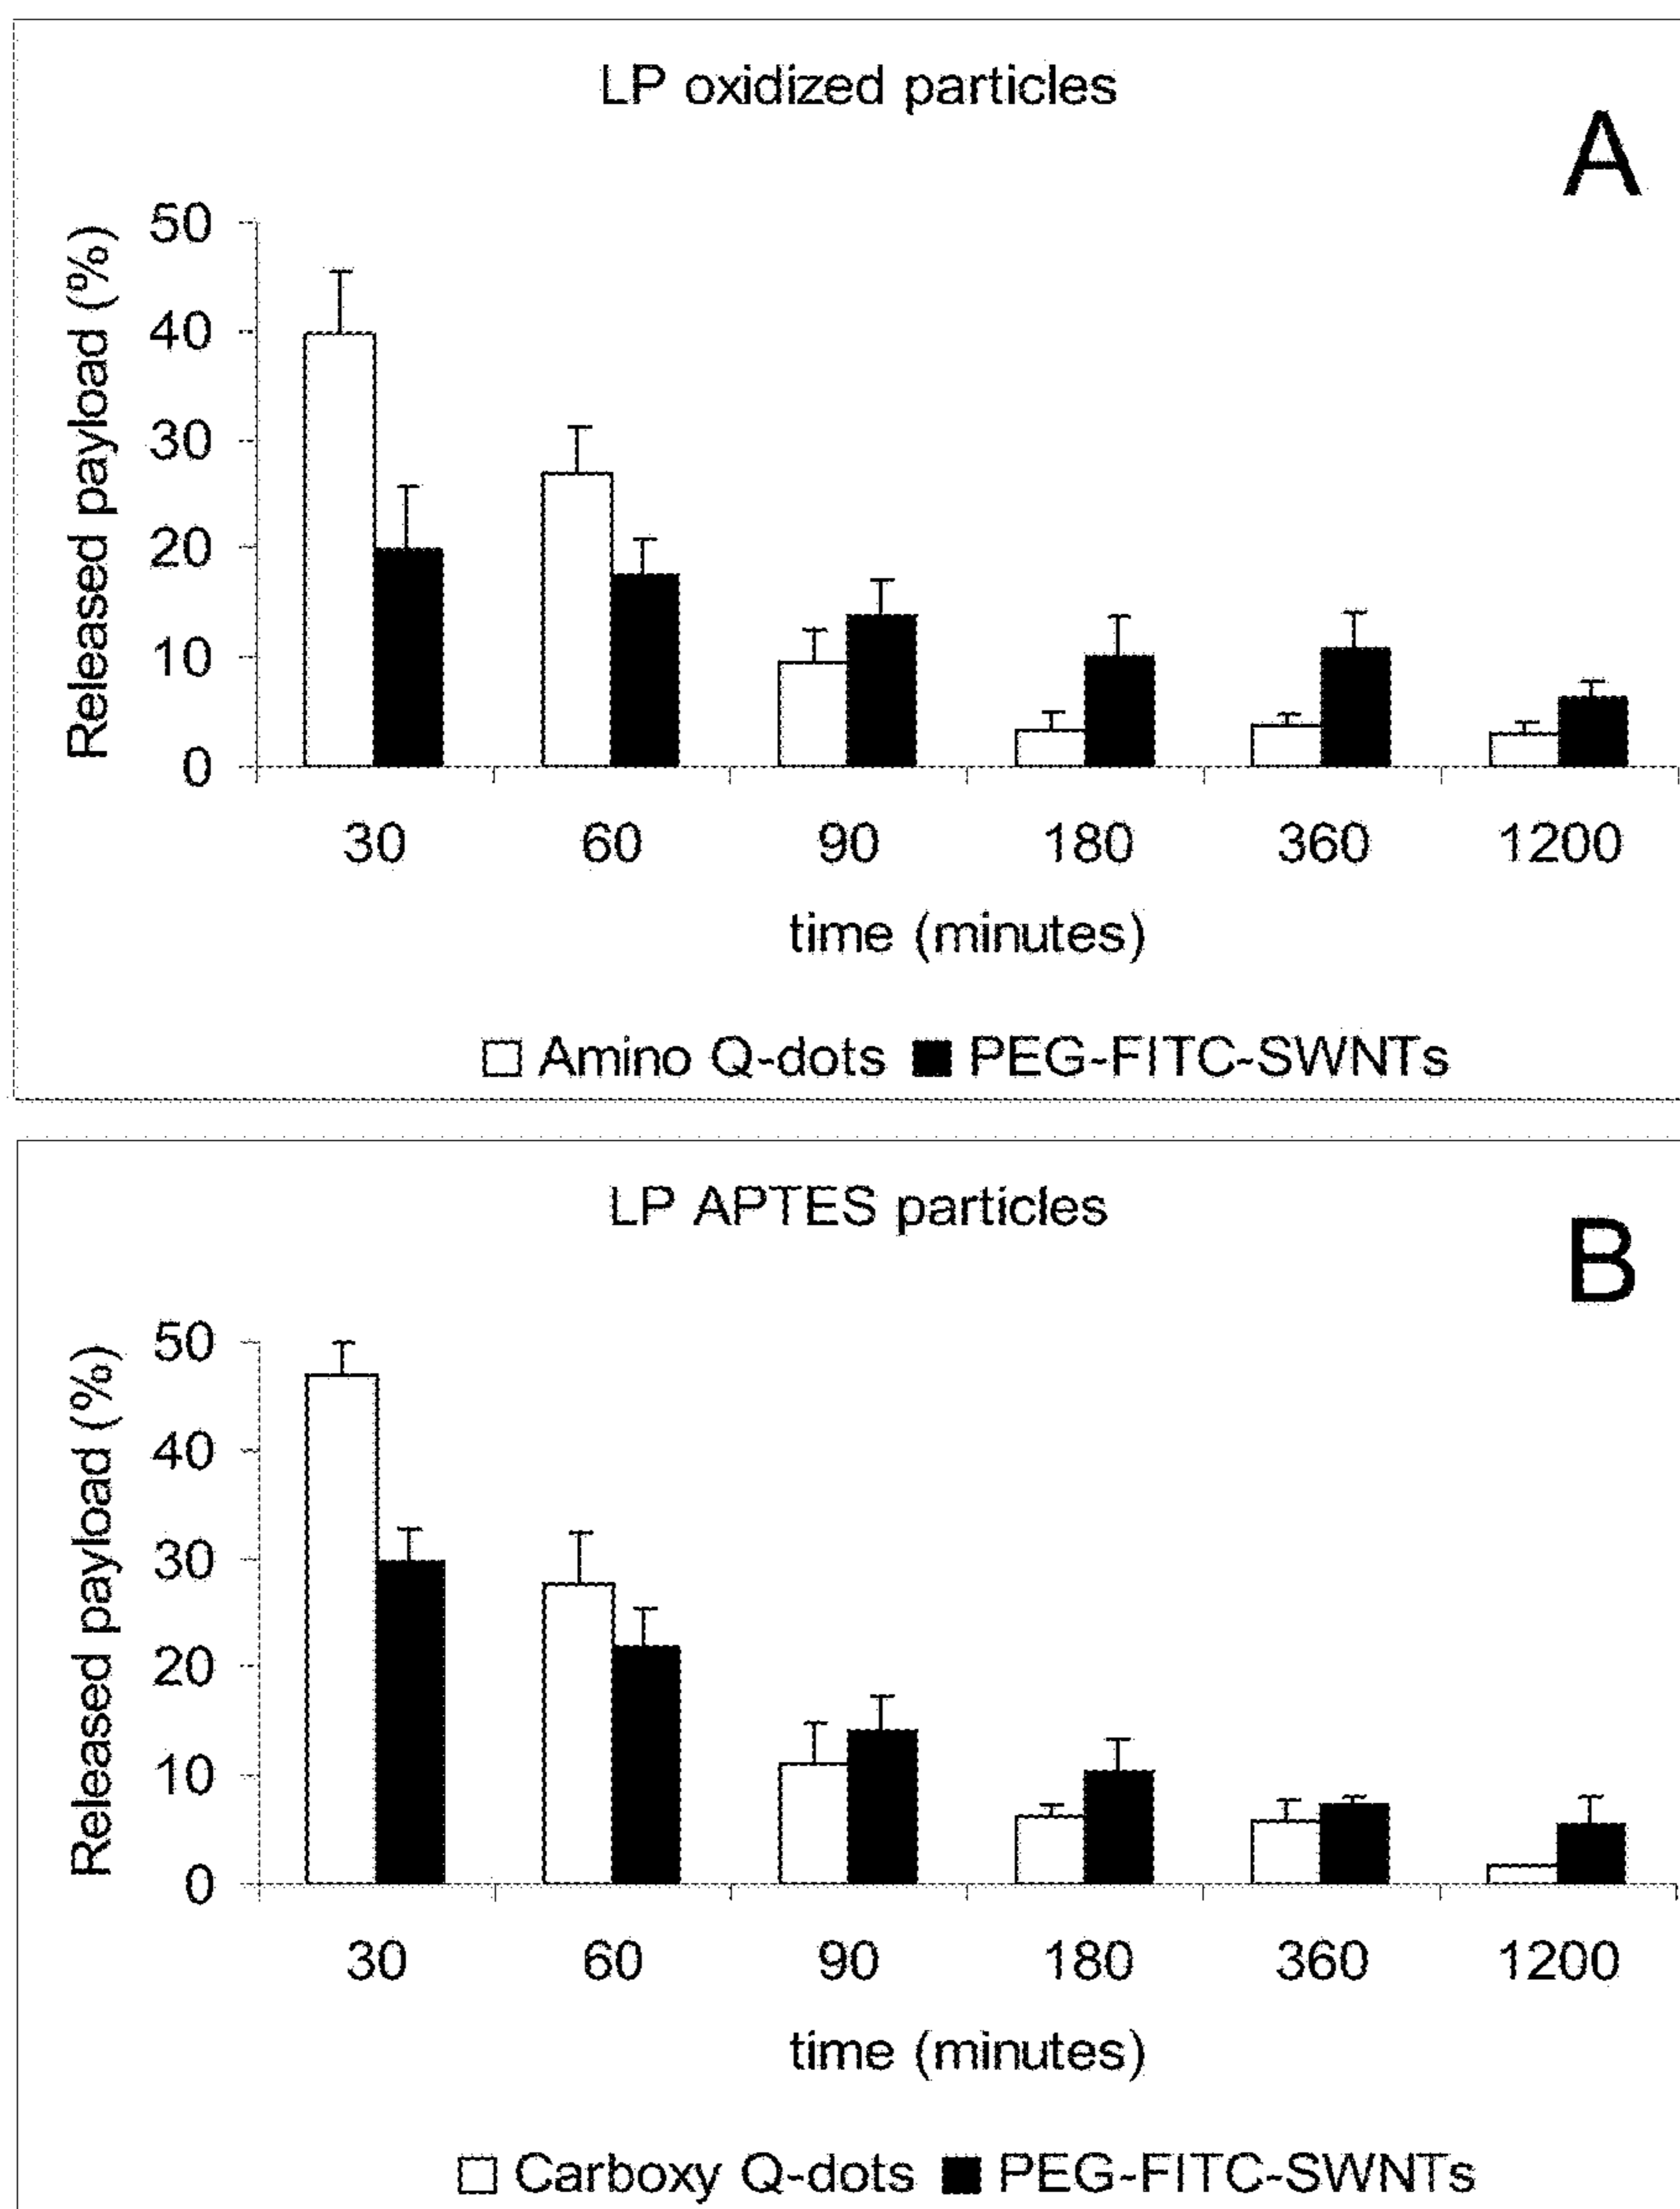 LP oxidized particles
A
Released payload (%)
50
40
30
20
10
0
30 60 90 180 360 1200
time (minutes)
Amino Q-dots PEG-FITC-SWNTs
LP APTES particles
B
Released payload (%)
50
40
30
20
10
0
30 60 90 180 360 1200
time (minutes)
Carboxy Q-dots PEG-FITC-SWNTs